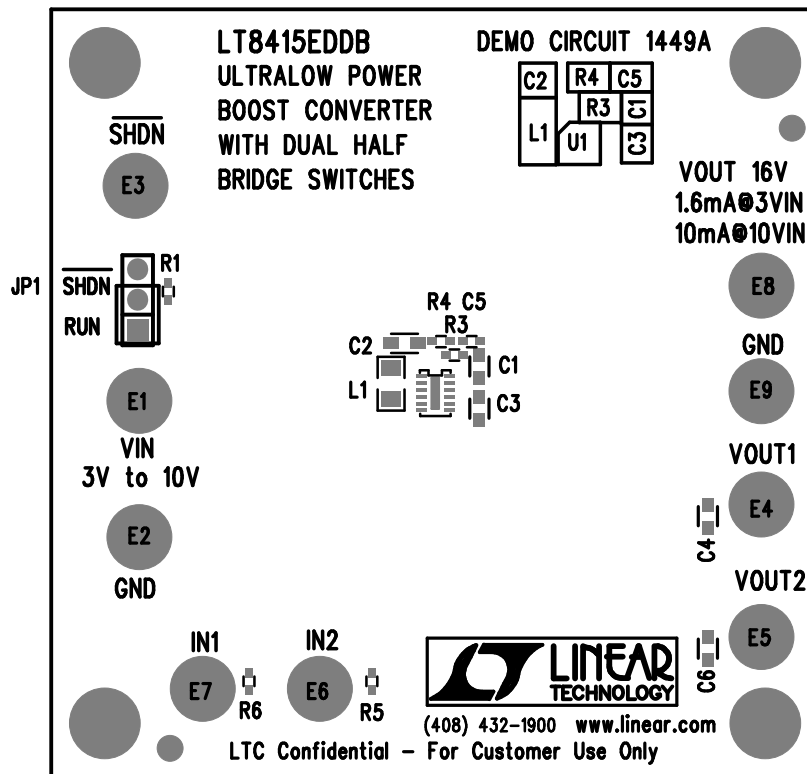 LT8415EDDB
ULTRALOW POWER
BOOST CONVERTER
WITH DUAL HALF
BRIDGE SWITCHES
DEMO CIRCUIT 1449A
C2
R4
C5
R3
C1
L1
U1
C3
SHDN
E3
VOUT 16V
1.6mA@3VIN
10mA@10VIN
E8
JP1
SHDN
R1
RUN
GND
E9
R4 C5
R3
C2
C1
L1
C3
E1
VIN
3V to 10V
VOUT1
E4
C4
E2
GND
VOUT2
E5
C6
IN1
E7
R6
IN2
E6
R5
LINEAR
TECHNOLOGY
(408) 432-1900 www.linear.com
LTC Confidential - For Customer Use Only